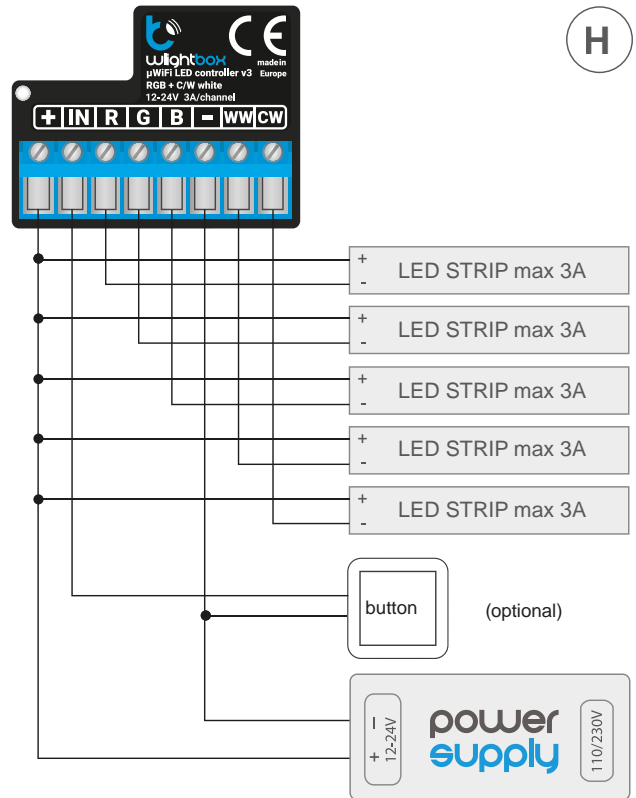 H
wlightbox
CE
made in
Europe
µWiFi LED controller v3
RGB + C/W white
12-24V 3A/channel
+ IN R G B - WW CW
+
-
LED STRIP max 3A
+
-
LED STRIP max 3A
+
-
LED STRIP max 3A
+
-
LED STRIP max 3A
+
-
LED STRIP max 3A
button
(optional)
-
+
12-24V
power
supply
110/230V